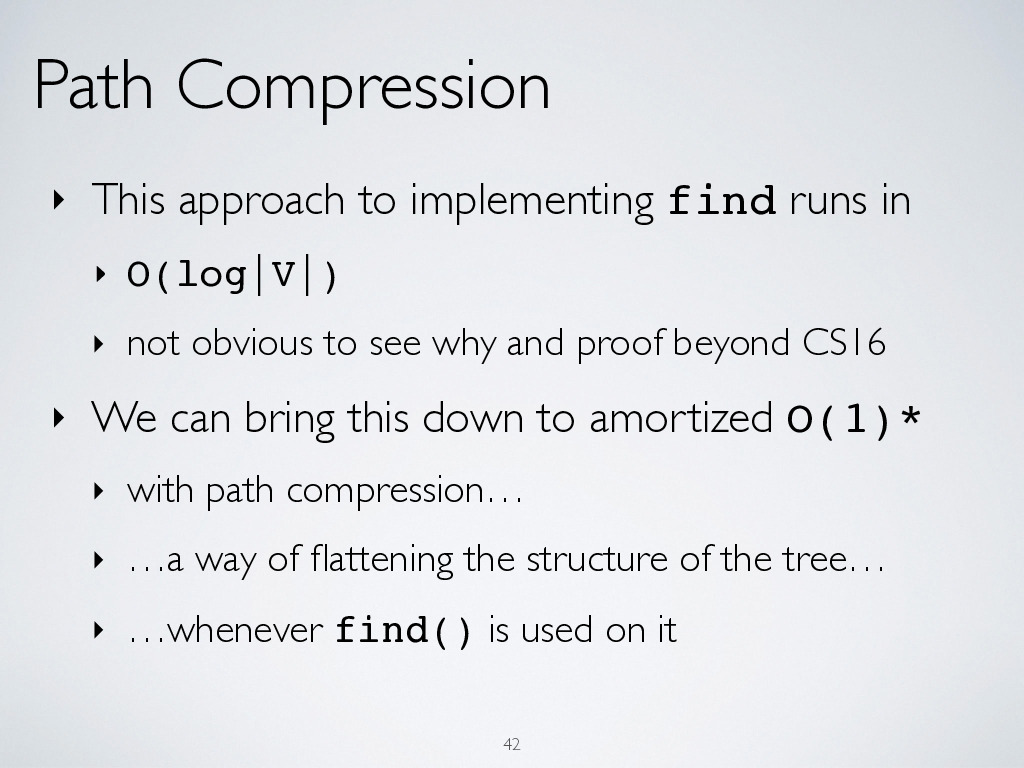 Path Compression
‣ This approach to implementing find runs in
‣ O(log|V|)
‣ not obvious to see why and proof beyond CS16
‣ We can bring this down to amortized O(1)*
‣ with path compression…
‣ …a way of flattening the structure of the tree…
‣ …whenever find() is used on it
42